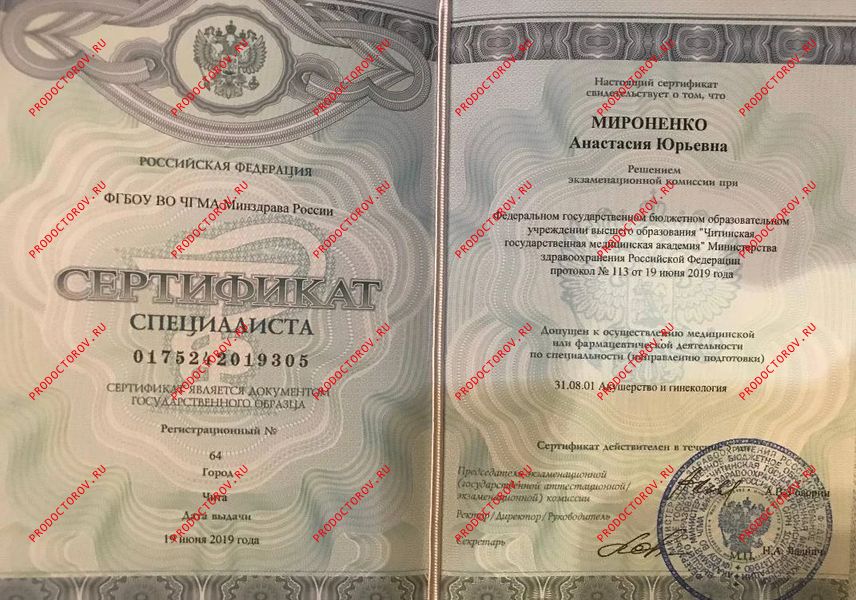 РОССИЙСКАЯ ФЕДЕРАЦИЯ
ФГБОУ ВО ЧГМА Минздрава России
СЕРТИФИКАТ
СПЕЦИАЛИСТА
0175242019305
СЕРТИФИКАТ ЯВЛЯЕТСЯ ДОКУМЕНТОМ
ГОСУДАРСТВЕННОГО ОБРАЗЦА
Регистрационный №
64
Город
Чита
Дата выдачи
19 июня 2019 года
Настоящий сертификат
свидетельствует о том, что
МИРОНЕНКО
Анастасия Юрьевна
Решением
экзаменационной комиссии при
Федеральном государственном бюджетном образовательном
учреждении высшего образования "Читинская
государственная медицинская академия" Министерства
здравоохранения Российской Федерации
протокол № 113 от 19 июня 2019 года
Допущен к осуществлению медицинской
или фармацевтической деятельности
по специальности (направлению подготовки)
31.08.01 Акушерство и гинекология
Сертификат действителен в течение
Председатель экзаменационной
(государственной аттестационной/
экзаменационной) комиссии
Ректор/Директор/Руководитель
Секретарь
М.П.
PRODOCTOROV.RU